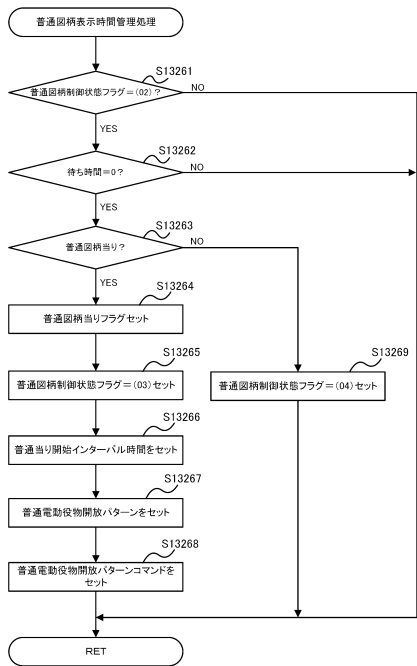 普通図柄表示時間管理処理
S13261
普通図柄制御状態フラグ=(02)?
NO
YES
S13262
待ち時間=0?
NO
YES
S13263
普通図柄当り?
NO
YES
S13264
普通図柄当りフラグセット
S13265
普通図柄制御状態フラグ=(03)セット
S13269
普通図柄制御状態フラグ=(04)セット
S13266
普通当り開始インターバル時間をセット
S13267
普通電動役物開放パターンをセット
S13268
普通電動役物開放パターンコマンドを
セット
RET